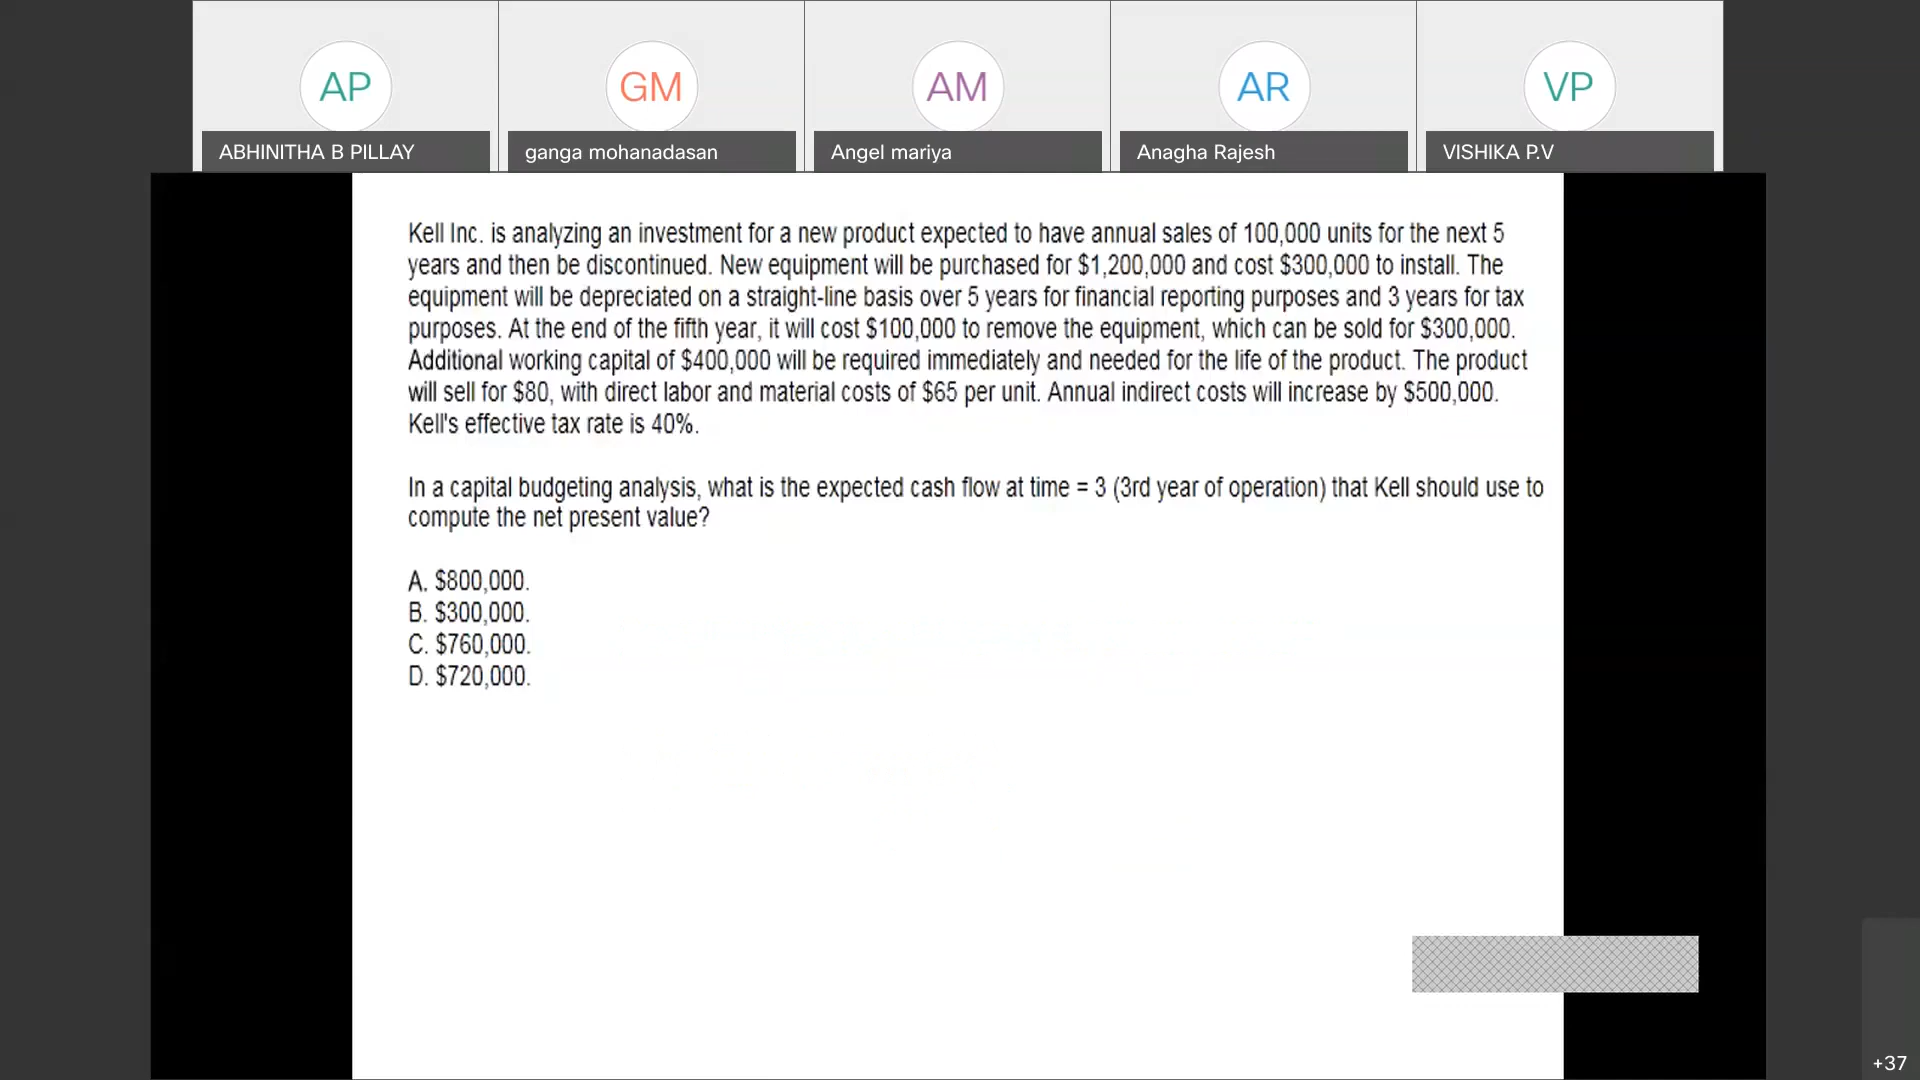 AP
GM
AM
AR
VP
ABHINITHA B PILLAY
ganga mohanadasan
Angel mariya
Anagha Rajesh
VISHIKA P.V
Kell Inc. is analyzing an investment for a new product expected to have annual sales of 100,000 units for the next 5
years and then be discontinued. New equipment will be purchased for $1,200,000 and cost $300,000 to install. The
equipment will be depreciated on a straight-line basis over 5 years for financial reporting purposes and 3 years for tax
purposes. At the end of the fifth year, it will cost $100,000 to remove the equipment, which can be sold for $300,000.
Additional working capital of $400,000 will be required immediately and needed for the life of the product. The product
will sell for $80, with direct labor and material costs of $65 per unit. Annual indirect costs will increase by $500,000.
Kell's effective tax rate is 40%.
In a capital budgeting analysis, what is the expected cash flow at time = 3 (3rd year of operation) that Kell should use to
compute the net present value?
A. $800,000.
B. $300,000.
C. $760,000.
D. $720,000.
+37